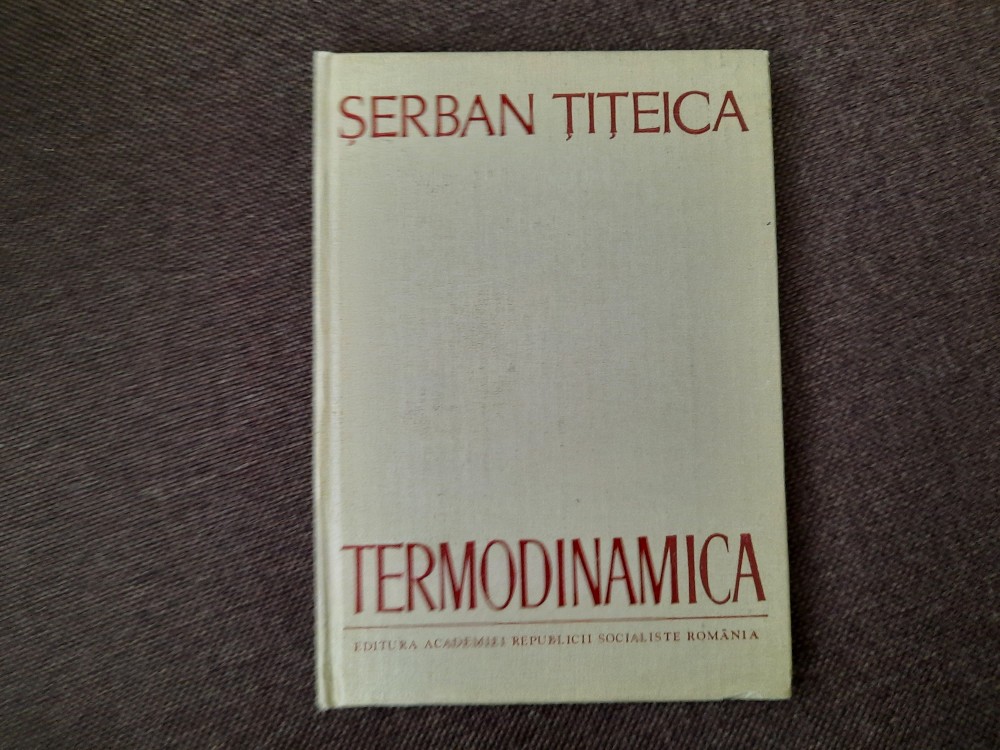 ȘERBAN ȚIȚEICA
TERMODINAMICA
EDITURA ACADEMIEI REPUBLICII SOCIALISTE ROMÂNIA